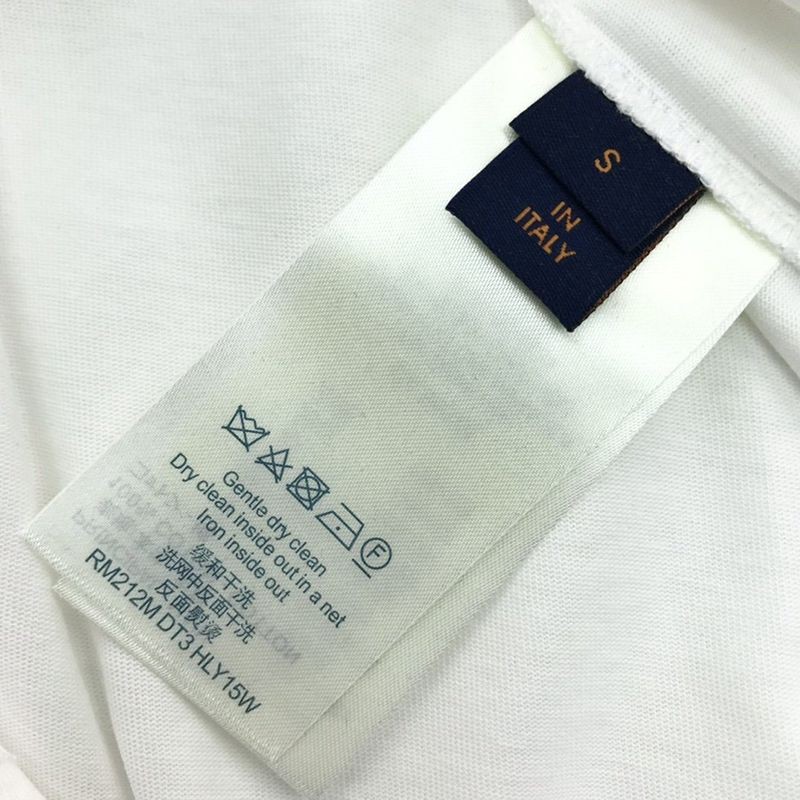 S
IN
ITALY
F
Gentle dry clean
Dry clean inside out in a net
Iron inside out
缓和干洗
洗网中反面干洗
反面熨烫
RM212M DT3 HLY15W